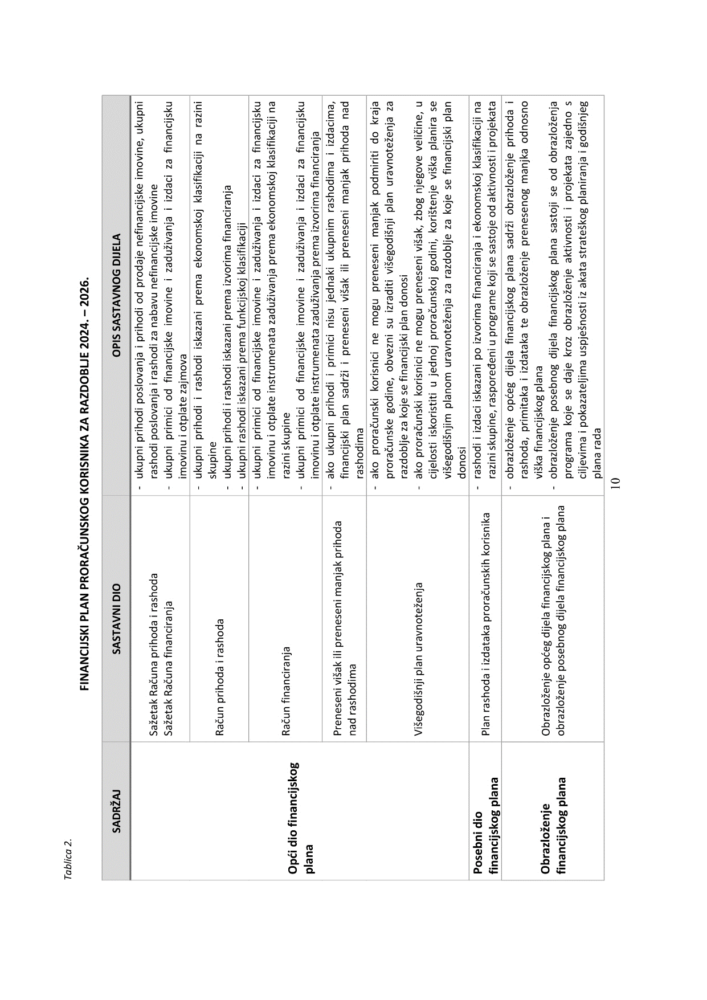 Tablica 2.
FINANCIJSKI PLAN PRORAČUNSKOG KORISNIKA ZA RAZDOBLJE 2024. – 2026.
SADRŽAJ
SASTAVNI DIO
OPIS SASTAVNOG DIJELA
Opći dio financijskog
plana
Sažetak Računa prihoda i rashoda
Sažetak Računa financiranja
- ukupni prihodi poslovanja i prihodi od prodaje nefinancijske imovine, ukupni
rashodi poslovanja i rashodi za nabavu nefinancijske imovine
- ukupni primici od financijske imovine i zaduživanja i izdaci za financijsku
imovinu i otplate zajmova
Račun prihoda i rashoda
- ukupni prihodi i rashodi iskazani prema ekonomskoj klasifikaciji na razini
skupine
- ukupni prihodi i rashodi iskazani prema izvorima financiranja
- ukupni rashodi iskazani prema funkcijskoj klasifikaciji
Račun financiranja
- ukupni primici od financijske imovine i zaduživanja i izdaci za financijsku
imovinu i otplate instrumenata zaduživanja prema ekonomskoj klasifikaciji na
razini skupine
- ukupni primici od financijske imovine i zaduživanja i izdaci za financijsku
imovinu i otplate instrumenata zaduživanja prema izvorima financiranja
Preneseni višak ili preneseni manjak prihoda
nad rashodima
- ako ukupni prihodi i primici nisu jednaki ukupnim rashodima i izdacima,
financijski plan sadrži i preneseni višak ili preneseni manjak prihoda nad
rashodima
Višegodišnji plan uravnoteženja
- ako proračunski korisnici ne mogu preneseni manjak podmiriti do kraja
proračunske godine, obvezni su izraditi višegodišnji plan uravnoteženja za
razdoblje za koje se financijski plan donosi
- ako proračunski korisnici ne mogu preneseni višak, zbog njegove veličine, u
cijelosti iskoristiti u jednoj proračunskoj godini, korištenje viška planira se
višegodišnjim planom uravnoteženja za razdoblje za koje se financijski plan
donosi
Posebni dio
financijskog plana
Plan rashoda i izdataka proračunskih korisnika
- rashodi i izdaci iskazani po izvorima financiranja i ekonomskoj klasifikaciji na
razini skupine, raspoređeni u programe koji se sastoje od aktivnosti i projekata
Obrazloženje
financijskog plana
Obrazloženje općeg dijela financijskog plana i
obrazloženje posebnog dijela financijskog plana
- obrazloženje općeg dijela financijskog plana sadrži obrazloženje prihoda i
rashoda, primitaka i izdataka te obrazloženje prenesenog manjka odnosno
viška financijskog plana
- obrazloženje posebnog dijela financijskog plana sastoji se od obrazloženja
programa koje se daje kroz obrazloženje aktivnosti i projekata zajedno s
ciljevima i pokazateljima uspješnosti iz akata strateškog planiranja i godišnjeg
plana rada
10